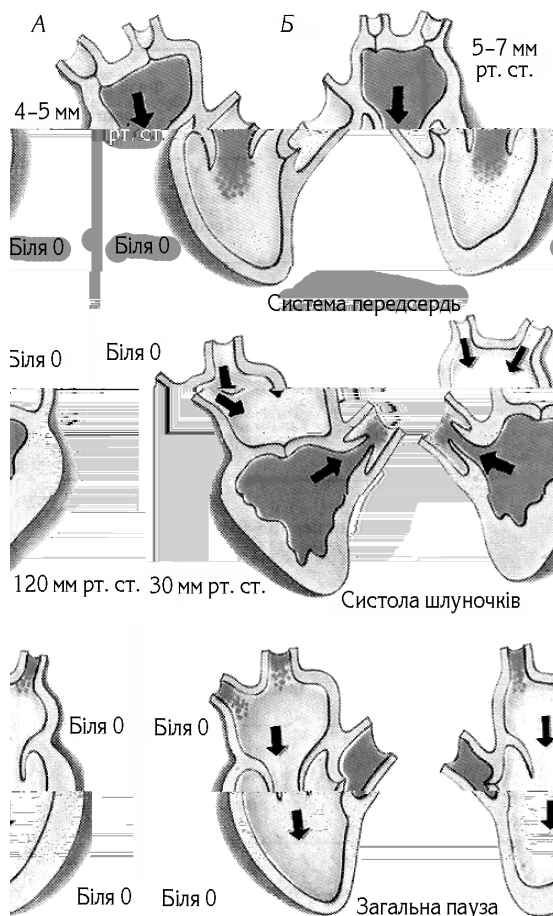 А
Б
5–7 мм
рт. ст.
4–5 мм
рт. ст.
Біля 0
Біля 0
Система передсердь
Біля 0
Біля 0
120 мм рт. ст.
30 мм рт. ст.
Систола шлуночків
Біля 0
Біля 0
Біля 0
Біля 0
Загальна пауза